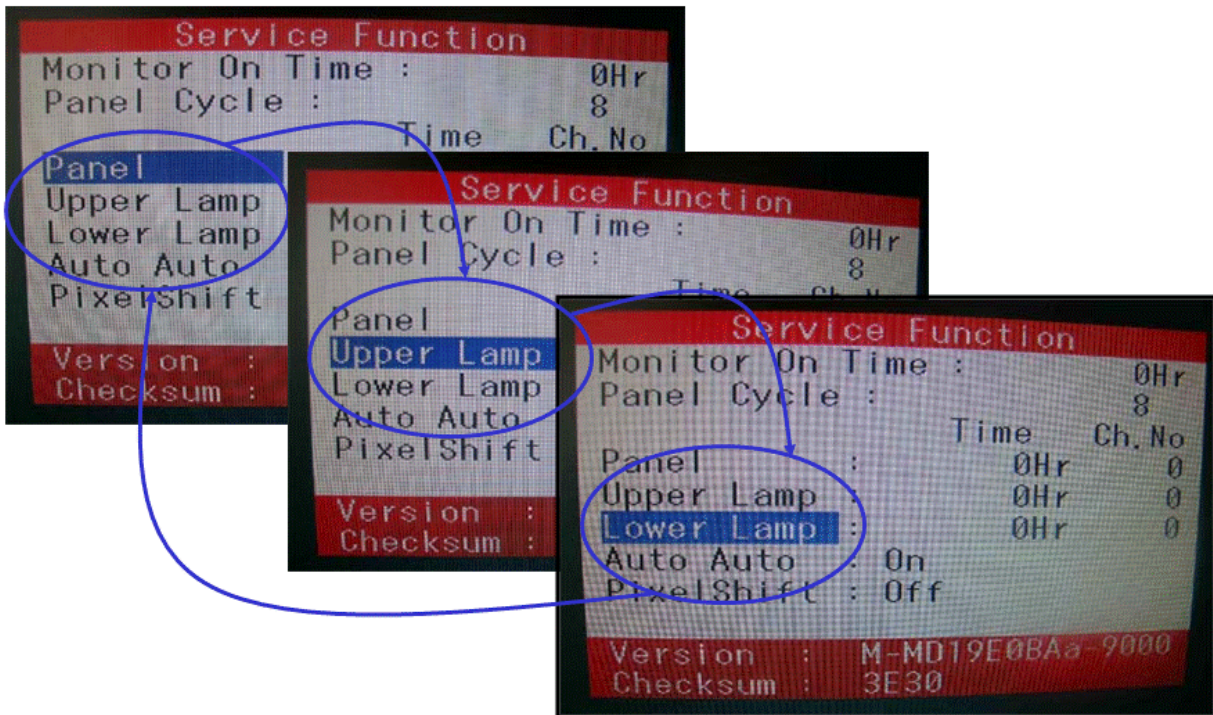 Service Function
Monitor On Time : 0Hr
Panel Cycle : 8
Time Ch.No
Panel
Upper Lamp
Lower Lamp
Auto Auto
PixelShift
Version :
Checksum :
Service Function
Monitor On Time : 0Hr
Panel Cycle : 8
Time Ch.No
Panel
Upper Lamp
Lower Lamp
Auto Auto
PixelShift
Version :
Checksum :
Service Function
Monitor On Time : 0Hr
Panel Cycle : 8
Time Ch.No
Panel : 0Hr 0
Upper Lamp : 0Hr 0
Lower Lamp : 0Hr 0
Auto Auto : On
PixelShift : Off
Version : M-MD19E0BAa-9000
Checksum : 3E30